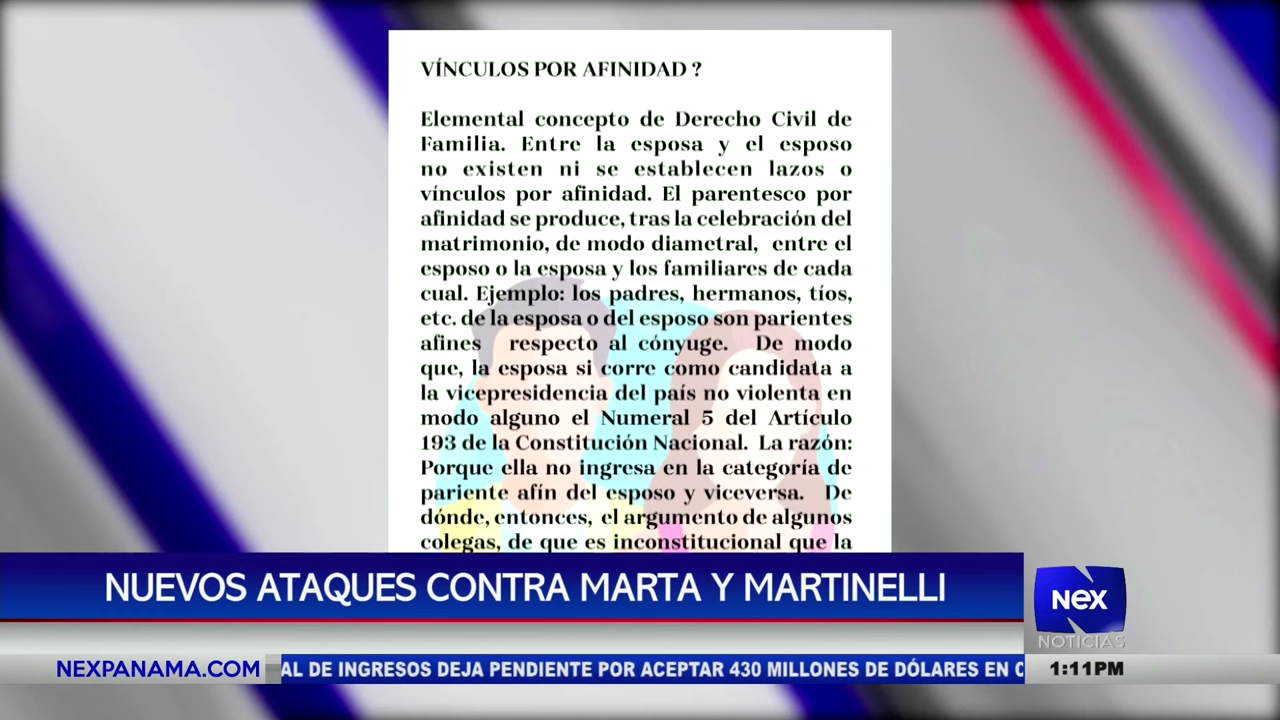 VÍNCULOS POR AFINIDAD ?
Elemental concepto de Derecho Civil de
Familia. Entre la esposa y el esposo
no existen ni se establecen lazos o
vínculos por afinidad. El parentesco por
afinidad se produce, tras la celebración del
matrimonio, de modo diametral, entre el
esposo o la esposa y los familiares de cada
cual. Ejemplo: los padres, hermanos, tíos,
etc. de la esposa o del esposo son parientes
afines respecto al cónyuge. De modo
que, la esposa si corre como candidata a
la vicepresidencia del país no violenta en
modo alguno el Numeral 5 del Artículo
193 de la Constitución Nacional. La razón:
Porque ella no ingresa en la categoría de
pariente afín del esposo y viceversa. De
dónde, entonces, el argumento de algunos
colegas, de que es inconstitucional que la
NUEVOS ATAQUES CONTRA MARTA Y MARTINELLI
NEX
NOTICIAS
NEXPANAMA.COM
AL DE INGRESOS DEJA PENDIENTE POR ACEPTAR 430 MILLONES DE DÓLARES EN
1:11PM